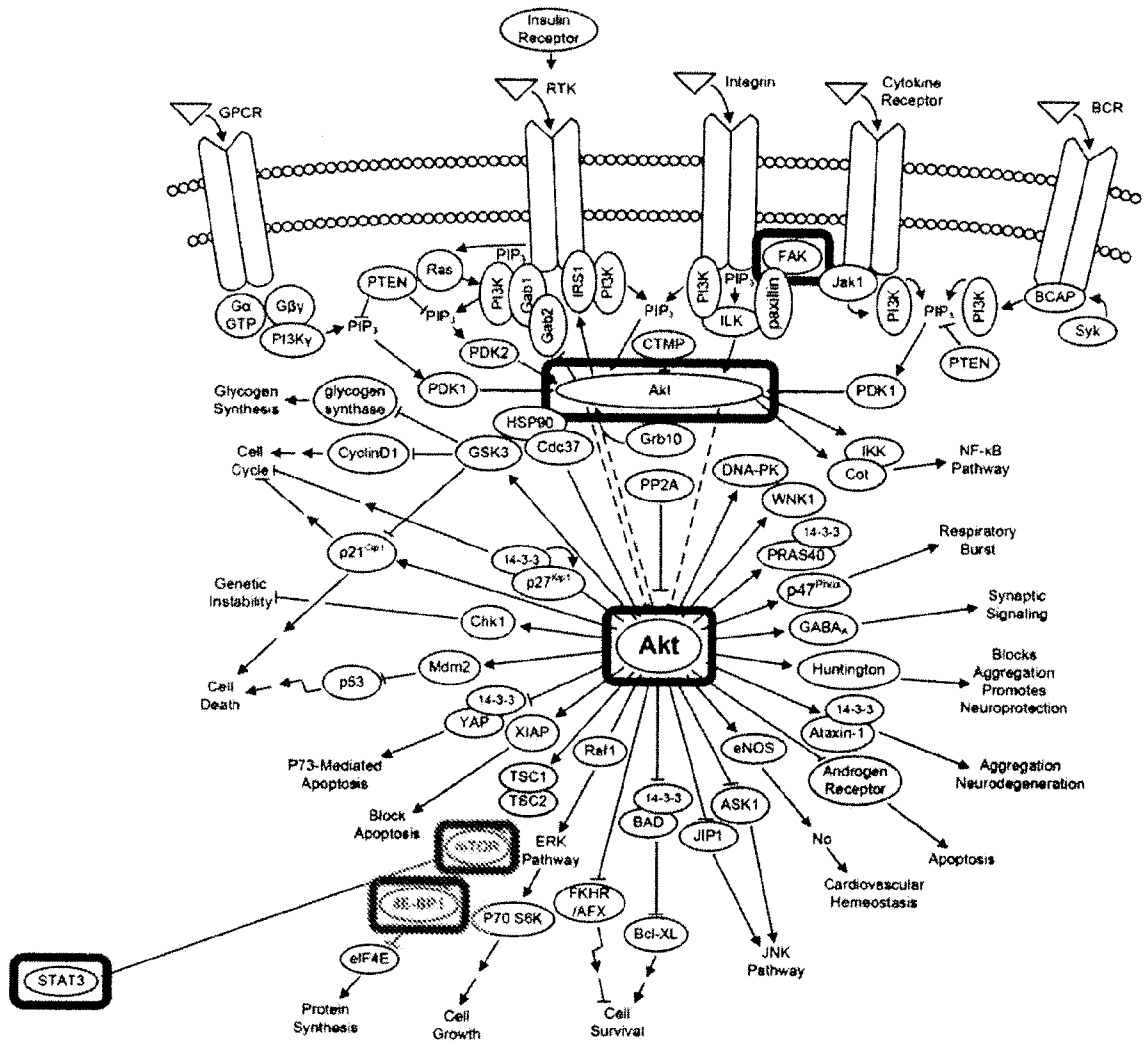 Insulin
Receptor
GPCR
RTK
Integrin
Cytokine
Receptor
BCR
PTEN
Ras
PIP3
PI3K
Gab1
Gab2
IRS1
PI3K
PIP3
PI3K
PIP3
ILK
paxillin
FAK
Jak1
PI3K
PIP3
PI3K
BCAP
Syk
PTEN
Gα
GTP
Gβγ
PI3Kγ
PIP3
PIP3
PDK2
CTMP
PDK1
Akt
PDK1
Glycogen
Synthesis
glycogen
synthase
HSP90
Cdc37
Grb10
IKK
Cot
NF-κB
Pathway
Cell
Cycle
CyolinD1
GSK3
PP2A
DNA-PK
WNK1
14-3-3
PRAS40
Respiratory
Burst
p21Cip1
14-3-3
p27Kip1
p47Phox
Genetic
Instability
Chk1
GABAA
Synaptic
Signaling
Akt
Huntington
Blocks
Aggregation
Promotes
Neuroprotection
Cell
Death
p53
Mdm2
14-3-3
YAP
XIAP
Raf1
eNOS
14-3-3
Ataxin-1
Androgen
Receptor
Aggregation
Neurodegeneration
P73-Mediated
Apoptosis
TSC1
TSC2
14-3-3
BAD
ASK1
JIP1
Block
Apoptosis
ERK
Pathway
No
Apoptosis
mTOR
4E-BP1
P70 S6K
FKHR
/AFX
Bcl-XL
Cardiovascular
Hemeostasis
JNK
Pathway
STAT3
eIF4E
Protein
Synthesis
Cell
Growth
Cell
Survival